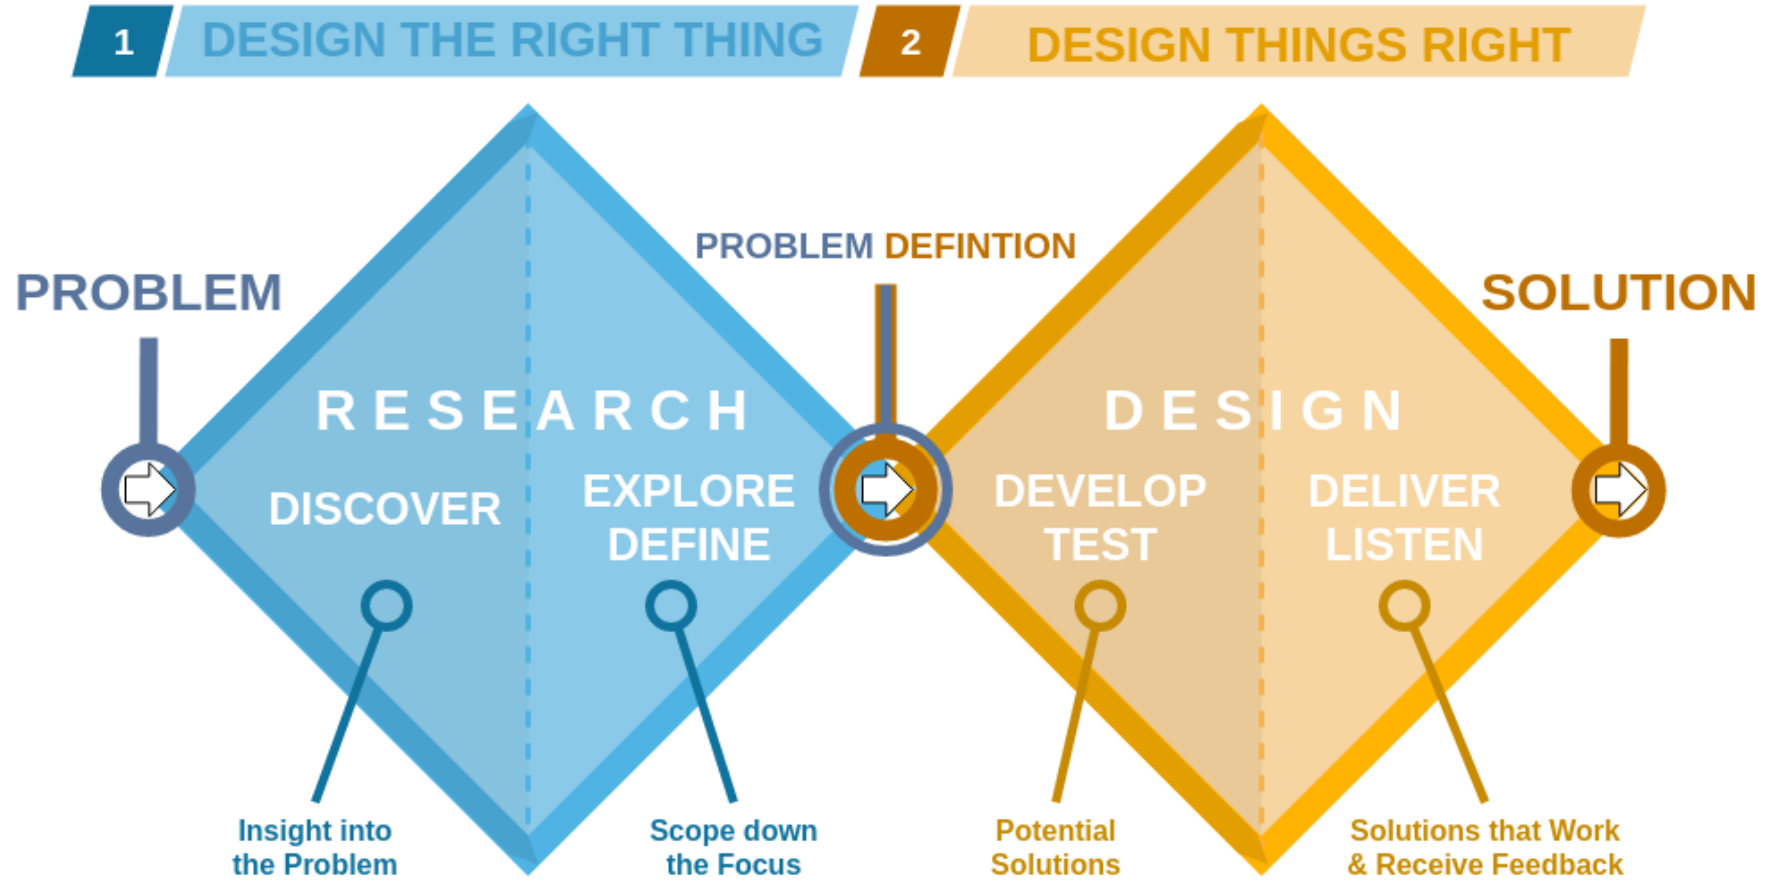 1 DESIGN THE RIGHT THING
2 DESIGN THINGS RIGHT
PROBLEM
PROBLEM DEFINTION
SOLUTION
RESEARCH
DISCOVER
EXPLORE
DEFINE
DESIGN
DEVELOP
TEST
DELIVER
LISTEN
Insight into
the Problem
Scope down
the Focus
Potential
Solutions
Solutions that Work
& Receive Feedback